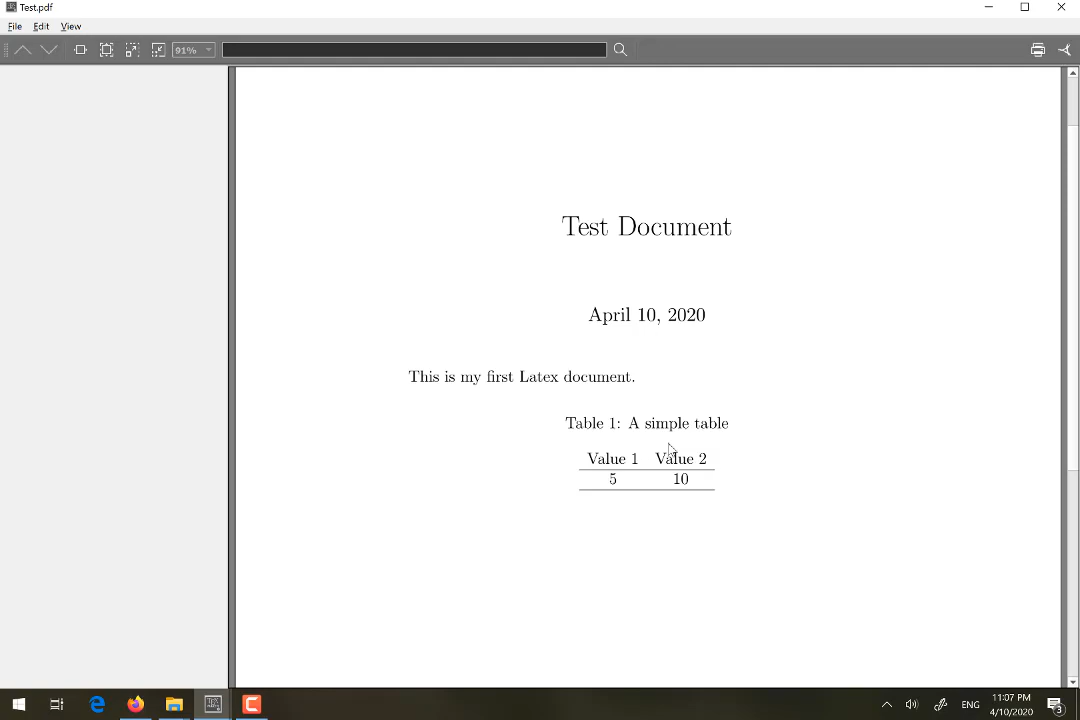 Test.pdf
File Edit View
91%
Test Document
April 10, 2020
This is my first Latex document.
Table 1: A simple table
Value 1 Value 2
5 10
ENG
11:07 PM
4/10/2020
3